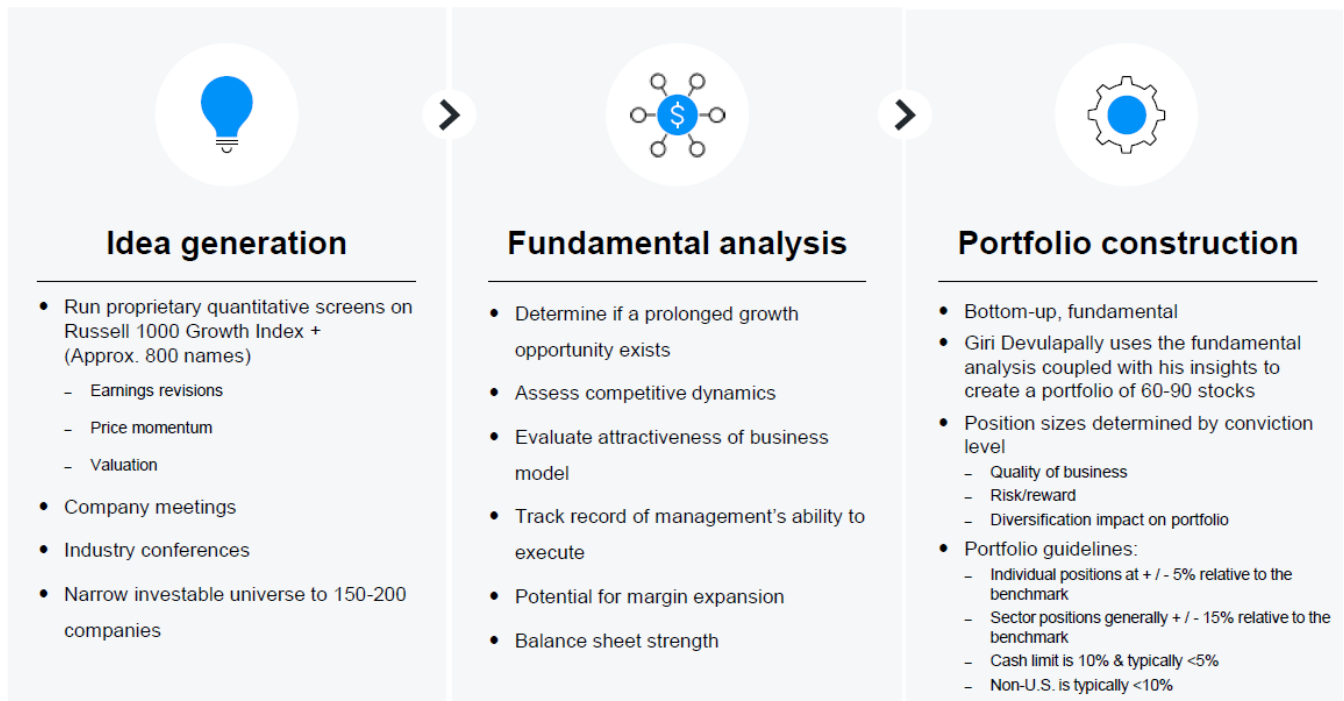 Idea generation
• Run proprietary quantitative screens on
Russell 1000 Growth Index +
(Approx. 800 names)
– Earnings revisions
– Price momentum
– Valuation
• Company meetings
• Industry conferences
• Narrow investable universe to 150-200
companies
$
Fundamental analysis
• Determine if a prolonged growth
opportunity exists
• Assess competitive dynamics
• Evaluate attractiveness of business
model
• Track record of management’s ability to
execute
• Potential for margin expansion
• Balance sheet strength
Portfolio construction
• Bottom-up, fundamental
• Giri Devulapally uses the fundamental
analysis coupled with his insights to
create a portfolio of 60-90 stocks
• Position sizes determined by conviction
level
– Quality of business
– Risk/reward
– Diversification impact on portfolio
• Portfolio guidelines:
– Individual positions at + / - 5% relative to the
benchmark
– Sector positions generally + / - 15% relative to the
benchmark
– Cash limit is 10% & typically <5%
– Non-U.S. is typically <10%